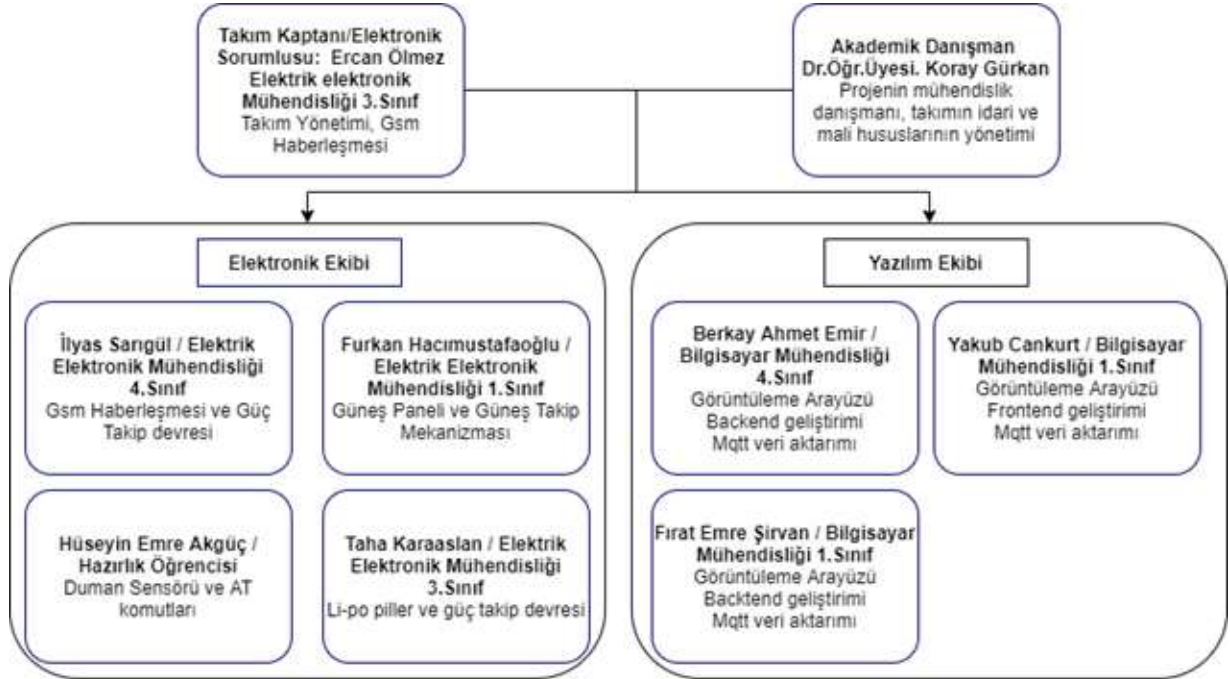 Takım Kaptanı/Elektronik
Sorumlusu: Ercan Ölmez
Elektrik elektronik
Mühendisliği 3.Sınıf
Takım Yönetimi, Gsm
Haberleşmesi
Akademik Danışman
Dr.Öğr.Üyesi. Koray Gürkan
Projenin mühendislik
danışmanı, takımın idari ve
mali hususlarının yönetimi
Elektronik Ekibi
İlyas Sarıgül / Elektrik
Elektronik Mühendisliği
4.Sınıf
Gsm Haberleşmesi ve Güç
Takip devresi
Furkan Hacımustafaoğlu /
Elektrik Elektronik
Mühendisliği 1.Sınıf
Güneş Paneli ve Güneş Takip
Mekanizması
Hüseyin Emre Akgüç /
Hazırlık Öğrencisi
Duman Sensörü ve AT
komutları
Taha Karaaslan / Elektrik
Elektronik Mühendisliği
3.Sınıf
Li-po piller ve güç takip devresi
Yazılım Ekibi
Berkay Ahmet Emir /
Bilgisayar Mühendisliği
4.Sınıf
Görüntüleme Arayüzü
Backend geliştirimi
Mqtt veri aktarımı
Yakub Cankurt / Bilgisayar
Mühendisliği 1.Sınıf
Görüntüleme Arayüzü
Frontend geliştirimi
Mqtt veri aktarımı
Fırat Emre Şirvan / Bilgisayar
Mühendisliği 1.Sınıf
Görüntüleme Arayüzü
Backtend geliştirimi
Mqtt veri aktarımı